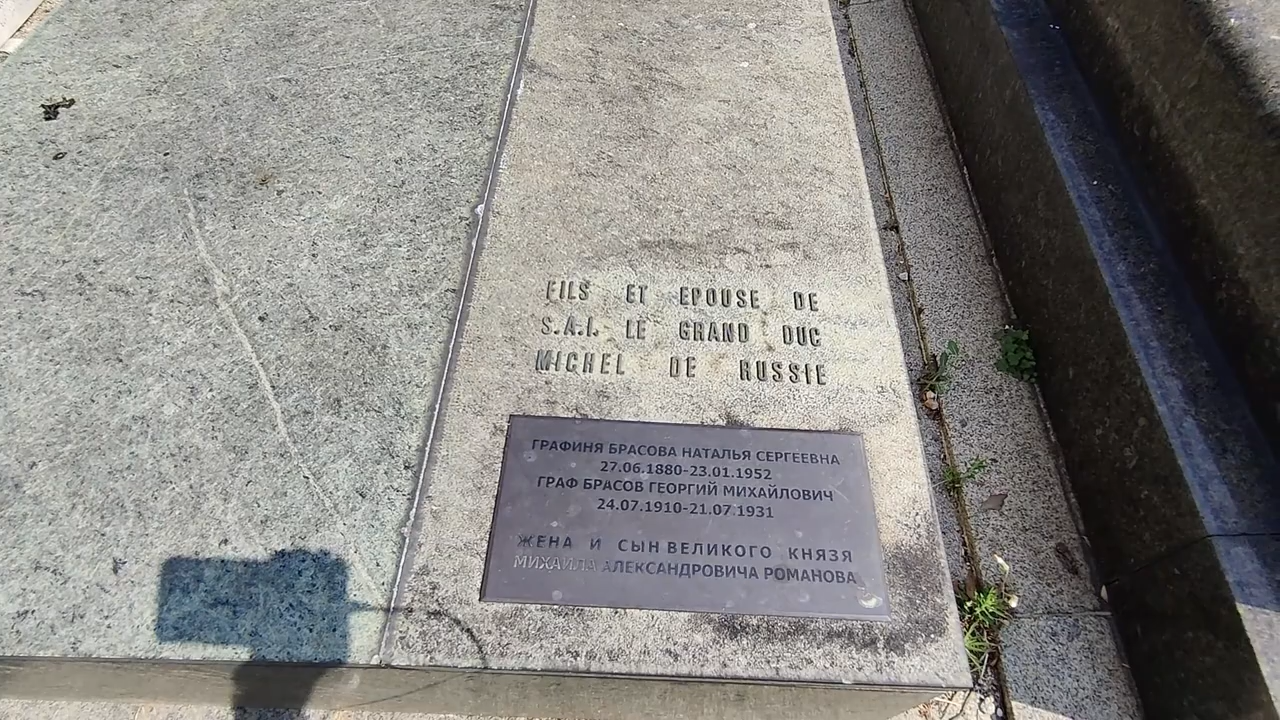 FILS ET EPOUSE DE
S.A.I. LE GRAND DUC
MICHEL DE RUSSIE
ГРАФИНЯ БРАСОВА НАТАЛЬЯ СЕРГЕЕВНА
27.06.1880-23.01.1952
ГРАФ БРАСОВ ГЕОРГИЙ МИХАЙЛОВИЧ
24.07.1910-21.07.1931
ЖЕНА И СЫН ВЕЛИКОГО КНЯЗЯ
МИХАИЛА АЛЕКСАНДРОВИЧА РОМАНОВА